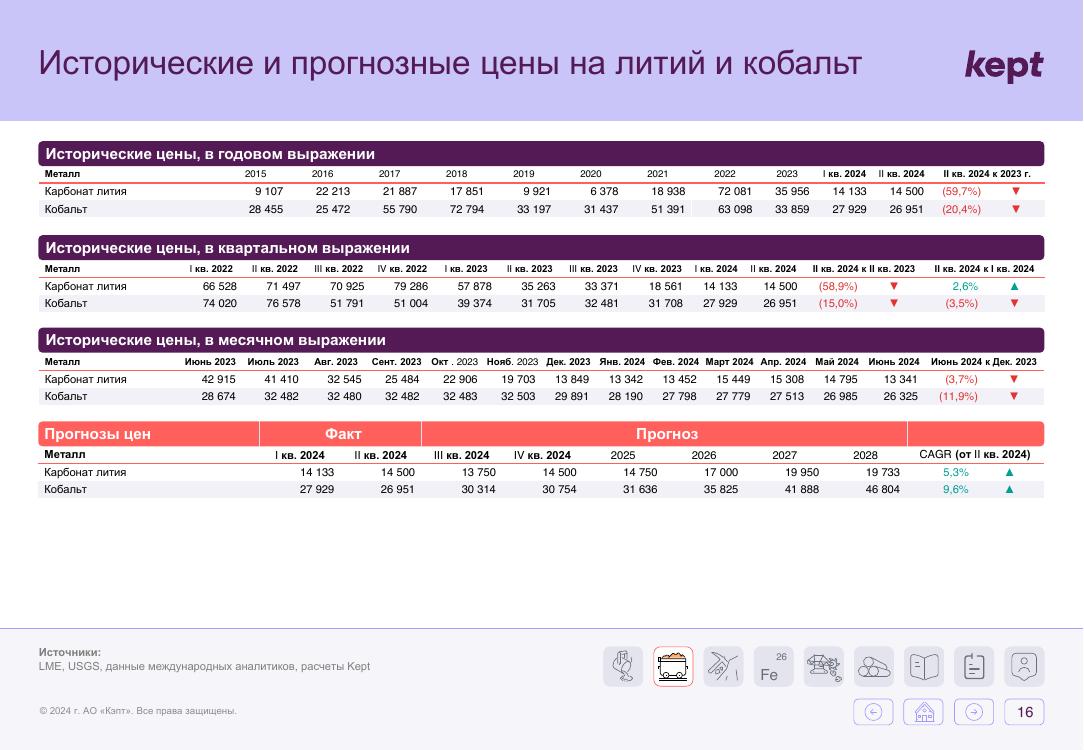 Исторические и прогнозные цены на литий и кобальт
kept
Исторические цены, в годовом выражении
Металл 2015 2016 2017 2018 2019 2020 2021 2022 2023 I кв. 2024 II кв. 2024 II кв. 2024 к 2023 г.
Карбонат лития 9 107 22 213 21 887 17 851 9 921 6 378 18 938 72 081 35 956 14 133 14 500 (59,7%) ▼
Кобальт 28 455 25 472 55 790 72 794 33 197 31 437 51 391 63 098 33 859 27 929 26 951 (20,4%) ▼
Исторические цены, в квартальном выражении
Металл I кв. 2022 II кв. 2022 III кв. 2022 IV кв. 2022 I кв. 2023 II кв. 2023 III кв. 2023 IV кв. 2023 I кв. 2024 II кв. 2024 II кв. 2024 к II кв. 2023 II кв. 2024 к I кв. 2024
Карбонат лития 66 528 71 497 70 925 79 286 57 878 35 263 33 371 18 561 14 133 14 500 (58,9%) ▼ 2,6% ▲
Кобальт 74 020 76 578 51 791 51 004 39 374 31 705 32 481 31 708 27 929 26 951 (15,0%) ▼ (3,5%) ▼
Исторические цены, в месячном выражении
Металл Июнь 2023 Июль 2023 Авг. 2023 Сент. 2023 Окт . 2023 Нояб. 2023 Дек. 2023 Янв. 2024 Фев. 2024 Март 2024 Апр. 2024 Май 2024 Июнь 2024 Июнь 2024 к Дек. 2023
Карбонат лития 42 915 41 410 32 545 25 484 22 906 19 703 13 849 13 342 13 452 15 449 15 308 14 795 13 341 (3,7%) ▼
Кобальт 28 674 32 482 32 480 32 482 32 483 32 503 29 891 28 190 27 798 27 779 27 513 26 985 26 325 (11,9%) ▼
Прогнозы цен Факт Прогноз
Металл I кв. 2024 II кв. 2024 III кв. 2024 IV кв. 2024 2025 2026 2027 2028 CAGR (от II кв. 2024)
Карбонат лития 14 133 14 500 13 750 14 500 14 750 17 000 19 950 19 733 5,3% ▲
Кобальт 27 929 26 951 30 314 30 754 31 636 35 825 41 888 46 804 9,6% ▲
Источники:
LME, USGS, данные международных аналитиков, расчеты Kept
26
Fe
© 2024 г. АО «Кэпт». Все права защищены.
16